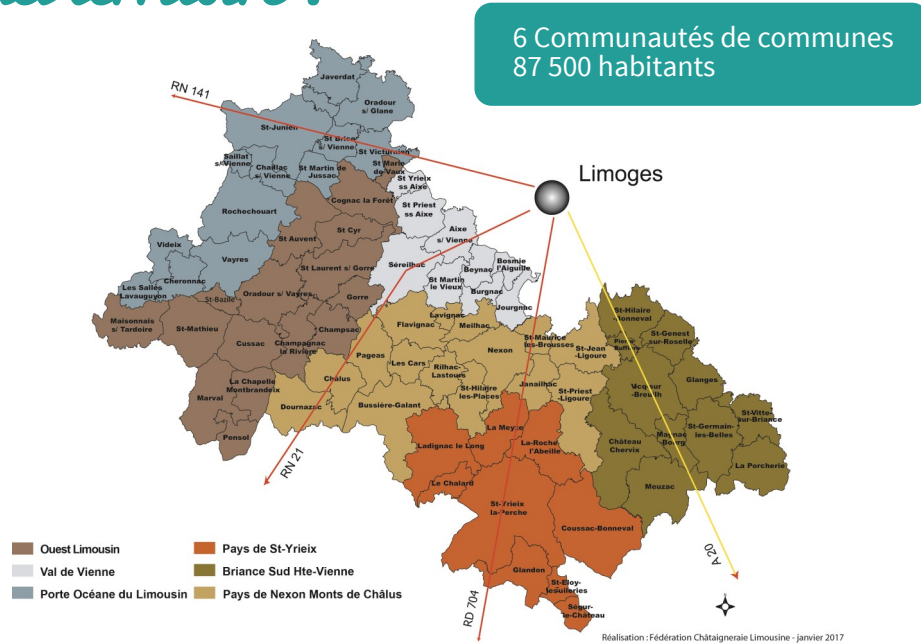 6 Communautés de communes
87 500 habitants
Limoges
RN 141
Javerdat
Oradour
s/ Glane
St-Junien
St Brice
s/ Vienne
St Victurnien
Saillat
s/ Vienne
Chaillac
s/ Vienne
St Martin de
Jussac
St Marie
de Vaux
St Yrieix
ss Aixe
Cognac la Forêt
St Priest
ss Aixe
Rochechouart
Aixe
s/ Vienne
St Auvent
St Cyr
Videix
Vayres
Séreilhac
Beynac
Bosmie
l'Aiguille
St Laurent s/ Gorre
Cheronnac
St Martin
le Vieux
Burgnac
Les Salles
Lavauguyon
St-Bazile
Oradour s/ Vayres
Gorre
Jourgnac
Maisonnais
s/ Tardoire
St-Mathieu
Lavignac
Flavignac
Meilhac
St-Hilaire
Bonneval
Champsac
Cussac
Champagnac
la Rivière
St-Maurice
les-Brousses
St-Jean
-Ligoure
Pierre
Buffière
St-Genest
sur-Roselle
Pageas
Les Cars
Nexon
Rilhac-
Lastours
Châlus
La Chapelle
Montbrandeix
Janailhac
St-Priest
-Ligoure
St-Hilaire
les-Places
Vicq sur
-Breuilh
Glanges
Marval
Dournazac
Bussière-Galant
St-Vitte
sur-Briance
La Meyze
St-Germain-
les-Belles
Magnac
-Bourg
Pensol
Ladignac le Long
La-Roche
l'Abeille
Château
Chervix
La Porcherie
Le Chalard
Meuzac
RN 21
St-Yrieix
la-Perche
Coussac-Bonneval
A 20
Glandon
St-Eloy-
lesTuileries
Ségur-
le-Château
RD 704
Ouest Limousin
Val de Vienne
Porte Océane du Limousin
Pays de St-Yrieix
Briance Sud Hte-Vienne
Pays de Nexon Monts de Châlus
Réalisation : Fédération Châtaigneraie Limousine - janvier 2017